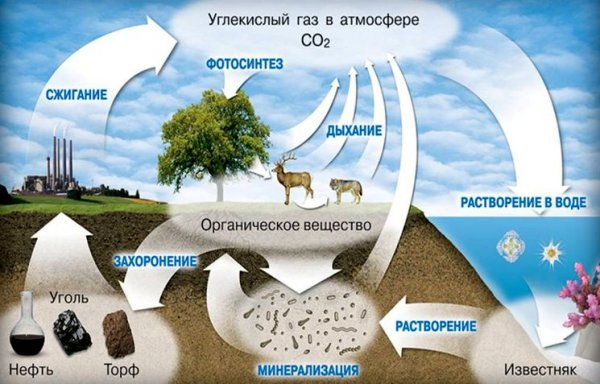 Углекислый газ в атмосфере
CO2
ФОТОСИНТЕЗ
СЖИГАНИЕ
ДЫХАНИЕ
РАСТВОРЕНИЕ В ВОДЕ
Органическое вещество
ЗАХОРОНЕНИЕ
Уголь
РАСТВОРЕНИЕ
Нефть
Торф
МИНЕРАЛИЗАЦИЯ
Известняк